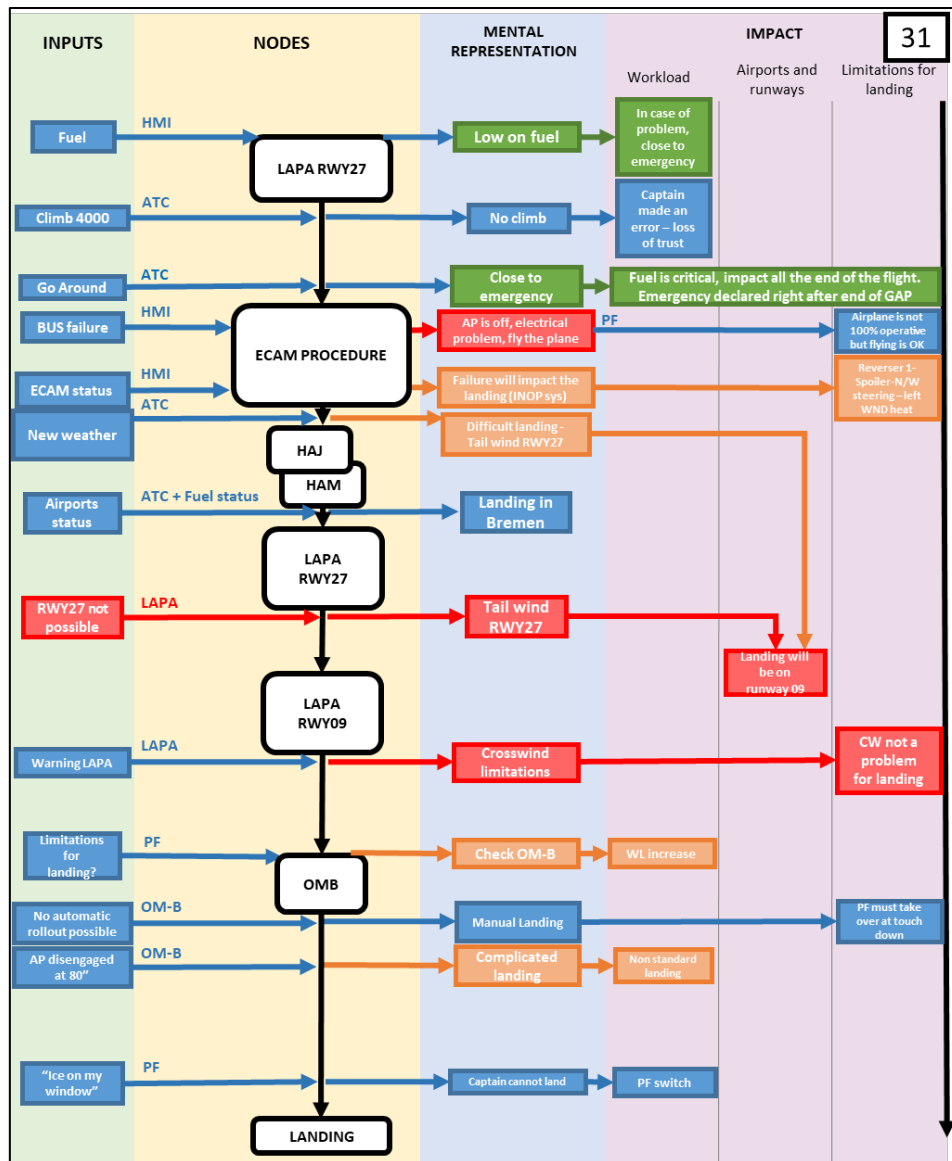 INPUTS
NODES
MENTAL
REPRESENTATION
IMPACT
31
Workload
Airports and
runways
Limitations for
landing
Fuel
HMI
Low on fuel
In case of
problem,
close to
emergency
LAPA RWY27
Climb 4000
ATC
No climb
Captain
made an
error – loss
of trust
Go Around
ATC
Close to
emergency
Fuel is critical, impact all the end of the flight.
Emergency declared right after end of GAP
BUS failure
HMI
ECAM PROCEDURE
AP is off, electrical
problem, fly the plane
PF
Airplane is not
100% operative
but flying is OK
ECAM status
HMI
Failure will impact the
landing (INOP sys)
Reverser 1-
Spoiler-N/W
steering – left
WND heat
New weather
ATC
Difficult landing -
Tail wind RWY27
HAJ
HAM
Airports
status
ATC + Fuel status
Landing in
Bremen
LAPA
RWY27
RWY27 not
possible
LAPA
Tail wind
RWY27
Landing will
be on
runway 09
LAPA
RWY09
Warning LAPA
LAPA
Crosswind
limitations
CW not a
problem
for landing
Limitations
for
landing?
PF
OMB
Check OM-B
WL increase
No automatic
rollout possible
OM-B
Manual Landing
PF must take
over at touch
down
AP disengaged
at 80”
OM-B
Complicated
landing
Non standard
landing
“Ice on my
window”
PF
Captain cannot land
PF switch
LANDING